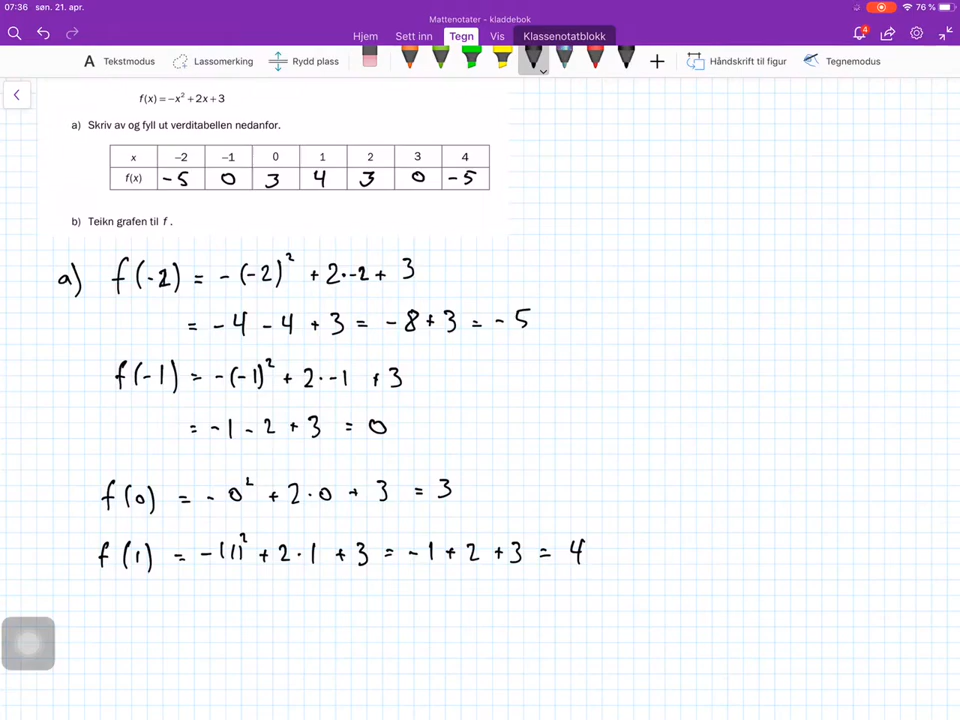 07:36 søn. 21. apr.
76 %
Mattenotater - kladdebok
Hjem Sett inn Tegn Vis Klassenotatblokk
4
A Tekstmodus Lassomerking Rydd plass Håndskrift til figur Tegnemodus
f(x) = −x² + 2x + 3
a) Skriv av og fyll ut verditabellen nedanfor.
x −2 −1 0 1 2 3 4
f(x) -5 0 3 4 3 0 -5
b) Teikn grafen til f .
a) f(-2) = -(-2)² + 2·-2 + 3
= -4 - 4 + 3 = -8+3 = -5
f(-1) = -(-1)² + 2·-1 + 3
= -1 - 2 + 3 = 0
f(0) = -0² + 2·0 + 3 = 3
f(1) = -(1)² + 2·1 + 3 = -1 + 2 + 3 = 4